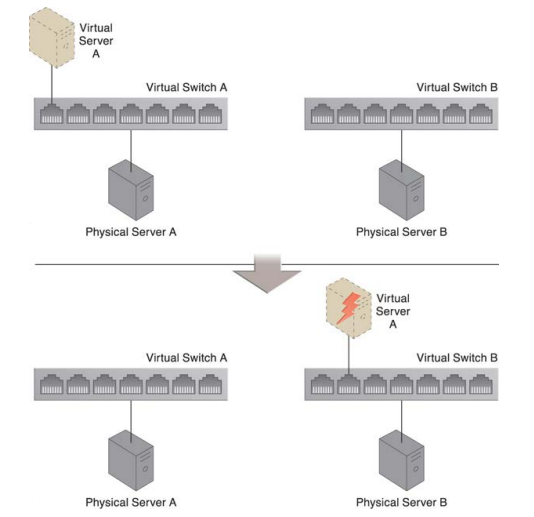 Virtual
Server
A
Virtual Switch A
Virtual Switch B
Physical Server A
Physical Server B
Virtual
Server
A
Virtual Switch A
Virtual Switch B
Physical Server A
Physical Server B